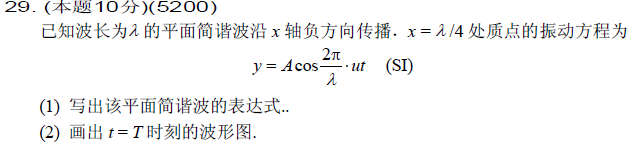 29. (本题10分)(5200)
已知波长为λ的平面简谐波沿 x 轴负方向传播．x = λ/4 处质点的振动方程为
y = Acos 2π/λ · ut (SI)
(1) 写出该平面简谐波的表达式..
(2) 画出 t = T 时刻的波形图.